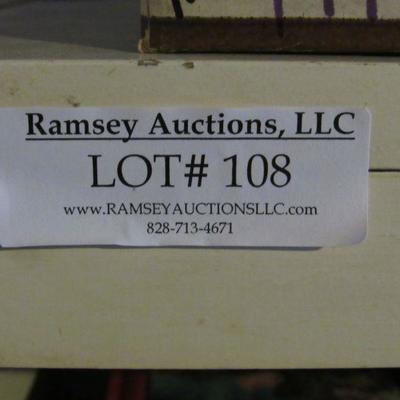 Ramsey Auctions, LLC
LOT# 108
www.RAMSEYAUCTIONSLLC.com
828-713-4671